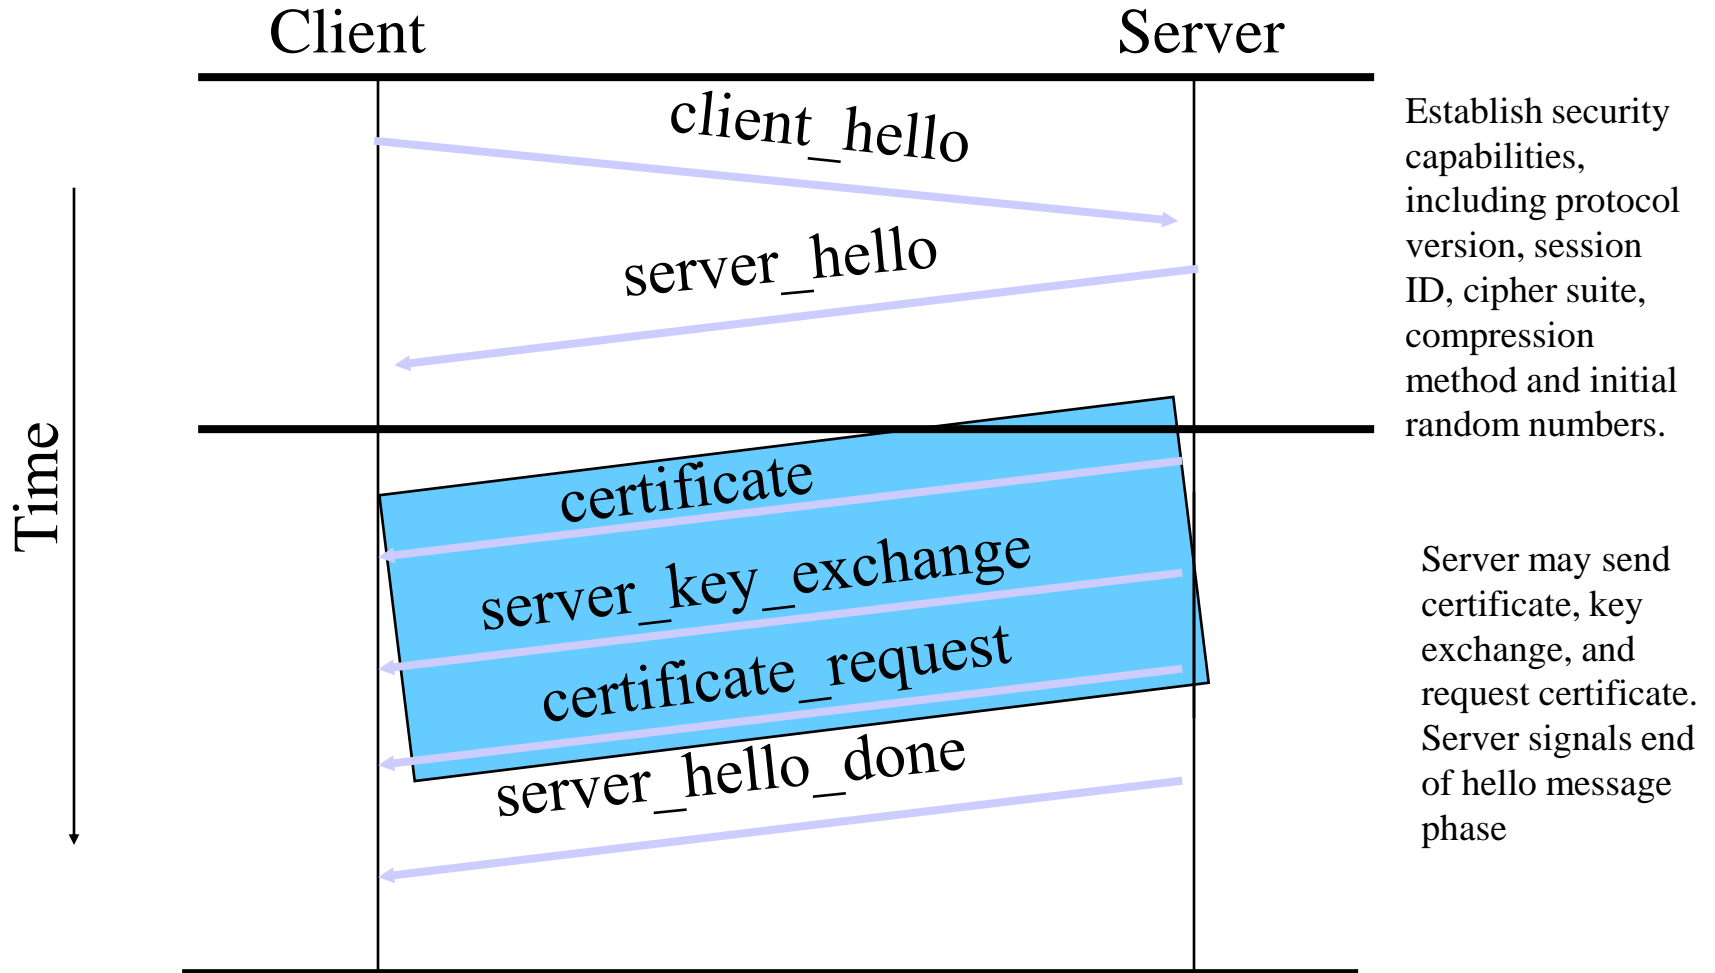 Client
Server
client_hello
server_hello
Establish security
capabilities,
including protocol
version, session
ID, cipher suite,
compression
method and initial
random numbers.
Time
certificate
server_key_exchange
certificate_request
server_hello_done
Server may send
certificate, key
exchange, and
request certificate.
Server signals end
of hello message
phase